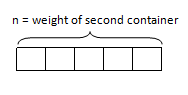 n = weight of second container